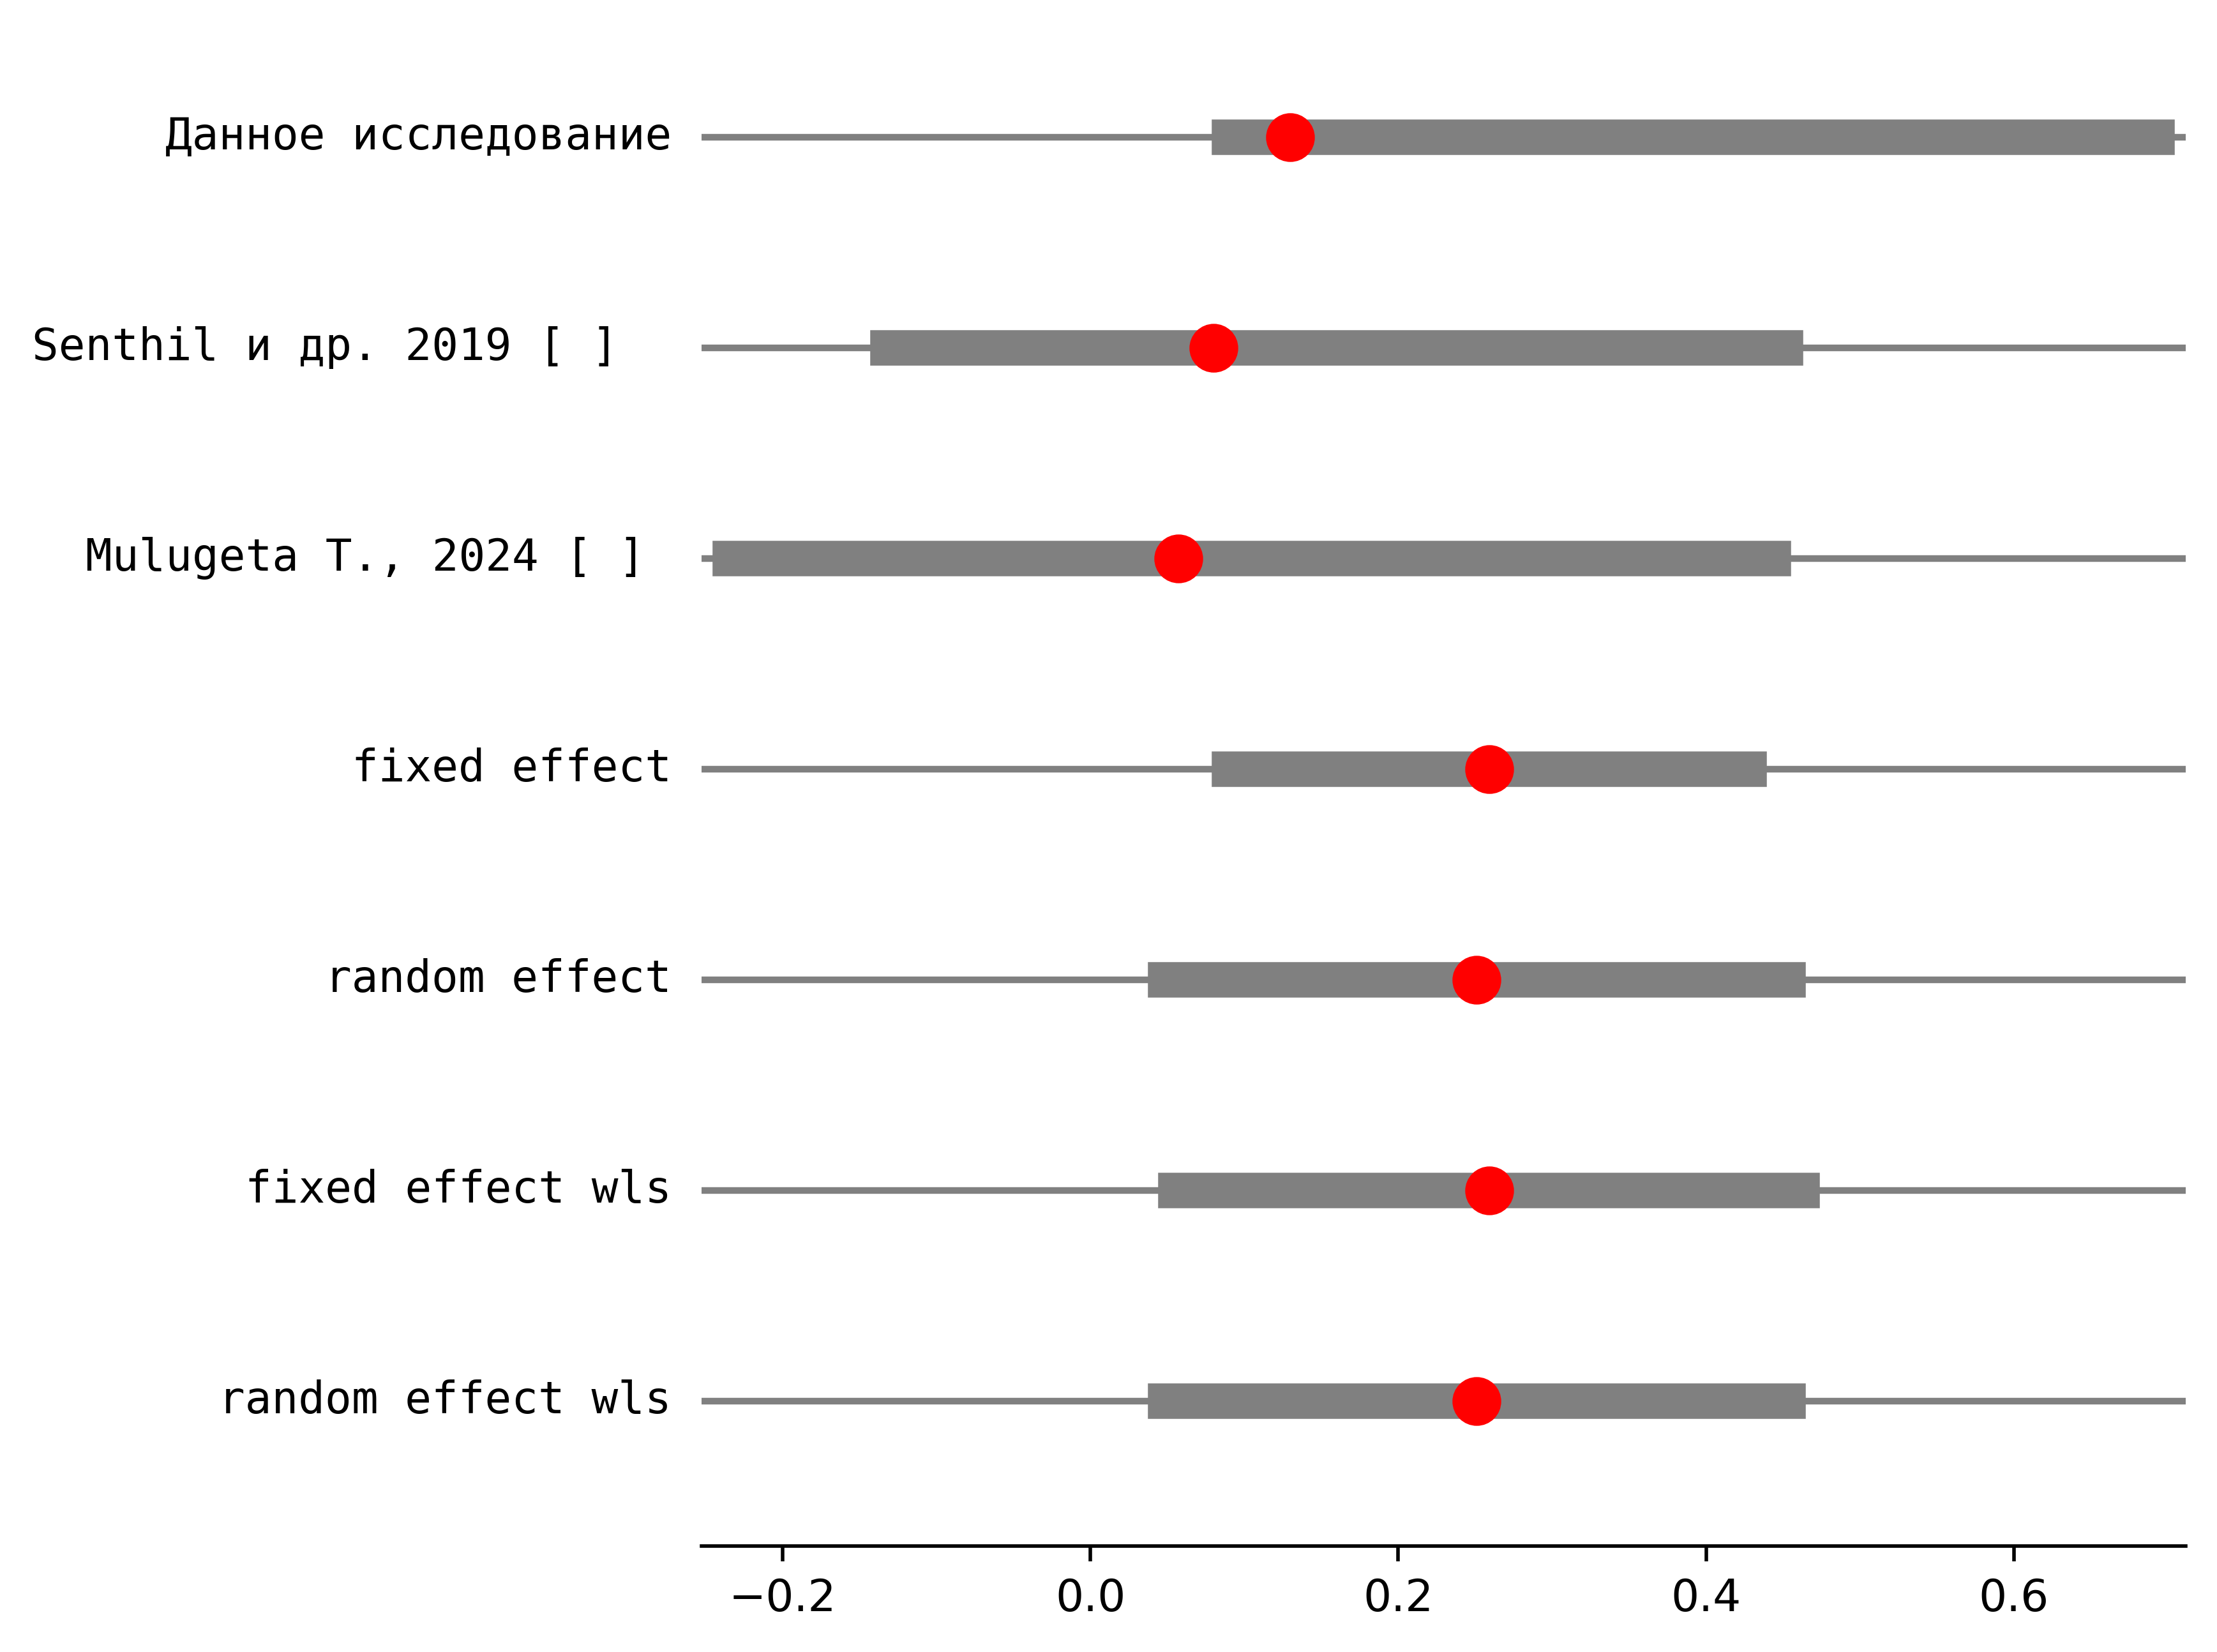 Данное исследование
Senthil и др. 2019 [ ]
Mulugeta T., 2024 [ ]
fixed effect
random effect
fixed effect wls
random effect wls
−0.2 0.0 0.2 0.4 0.6